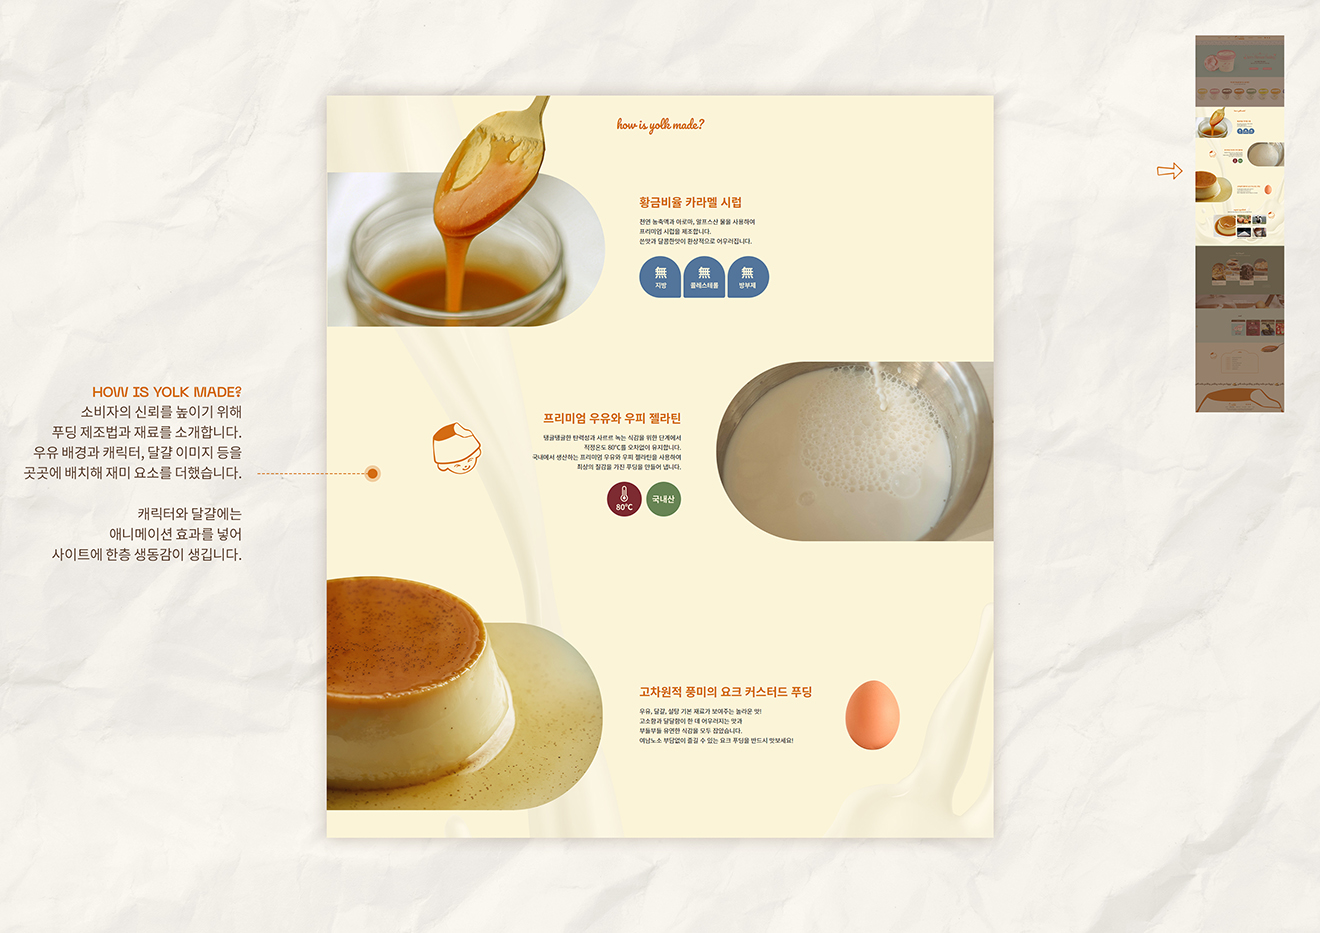 how is yolk made?
황금비율 카라멜 시럽
천연 농축액과 아로마, 알프스산 물을 사용하여
프리미엄 시럽을 제조합니다.
쓴맛과 달콤한맛이 환상적으로 어우러집니다.
無 無 無
지방 콜레스테롤 방부제
HOW IS YOLK MADE?
소비자의 신뢰를 높이기 위해
푸딩 제조법과 재료를 소개합니다.
우유 배경과 캐릭터, 달걀 이미지 등을
곳곳에 배치해 재미 요소를 더했습니다.
캐릭터와 달걀에는
애니메이션 효과를 넣어
사이트에 한층 생동감이 생깁니다.
프리미엄 우유와 우피 젤라틴
탱글탱글한 탄력성과 사르르 녹는 식감을 위한 단계에서
적정온도 80℃를 오차없이 유지합니다.
국내에서 생산하는 프리미엄 우유와 우피 젤라틴을 사용하여
최상의 질감을 가진 푸딩을 만들어 냅니다.
80℃ 국내산
고차원적 풍미의 요크 커스터드 푸딩
우유, 달걀, 설탕 기본 재료가 보여주는 놀라운 맛!
고소함과 달달함이 한 데 어우러지는 맛과
부들부들 유연한 식감을 모두 잡았습니다.
여남노소 부담없이 즐길 수 있는 요크 푸딩을 반드시 맛보세요!